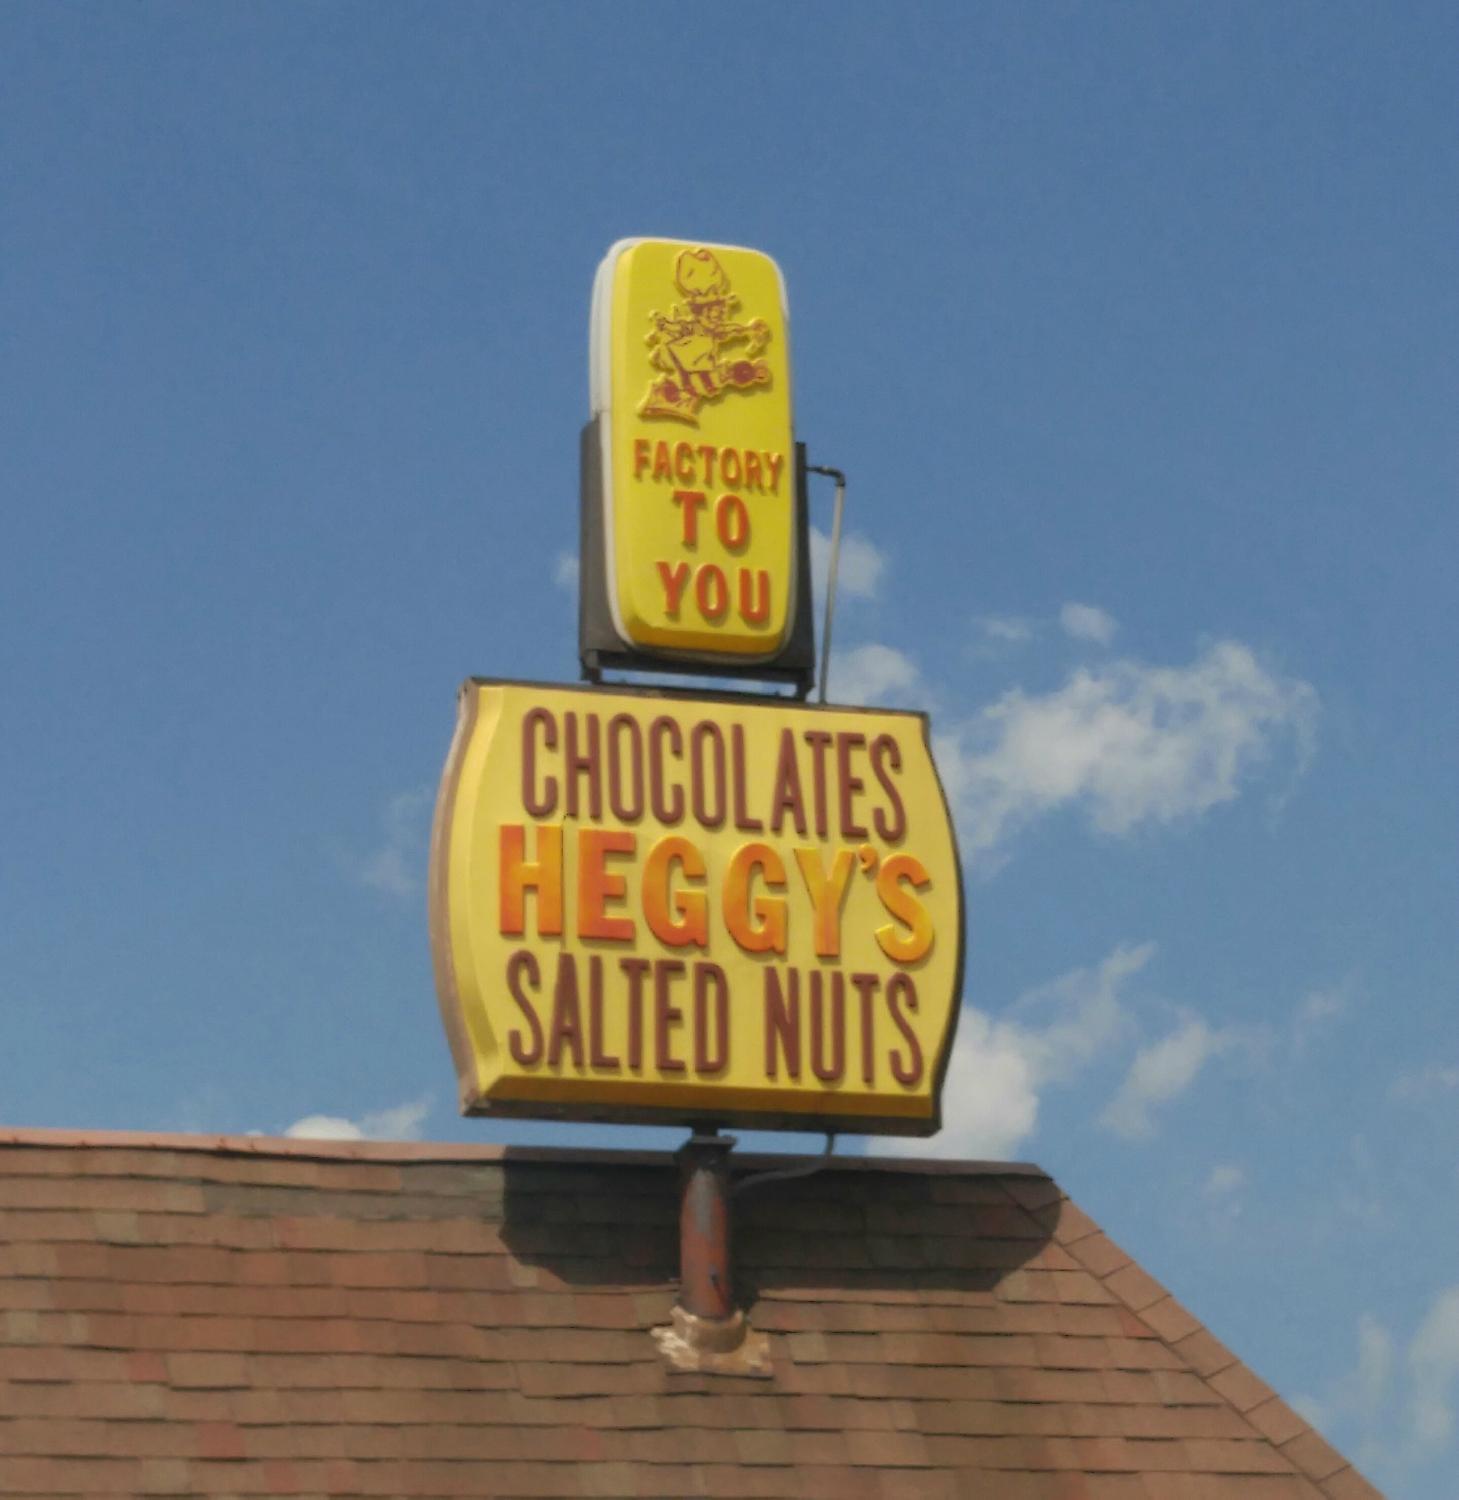 FACTORY
TO
YOU
CHOCOLATES
HEGGY'S
SALTED NUTS